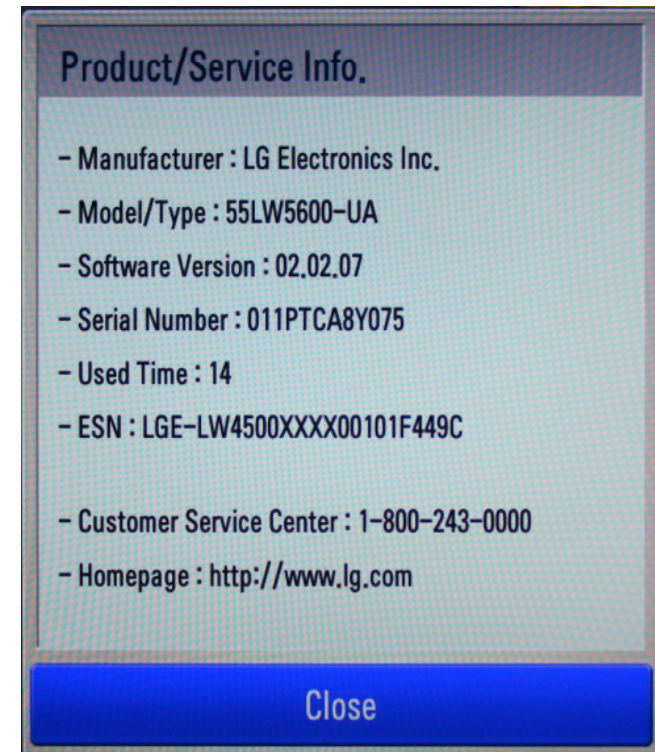 Product/Service Info.
- Manufacturer : LG Electronics Inc.
- Model/Type : 55LW5600-UA
- Software Version : 02.02.07
- Serial Number : 011PTCA8Y075
- Used Time : 14
- ESN : LGE-LW4500XXXX00101F449C
- Customer Service Center : 1-800-243-0000
- Homepage : http://www.lg.com
Close